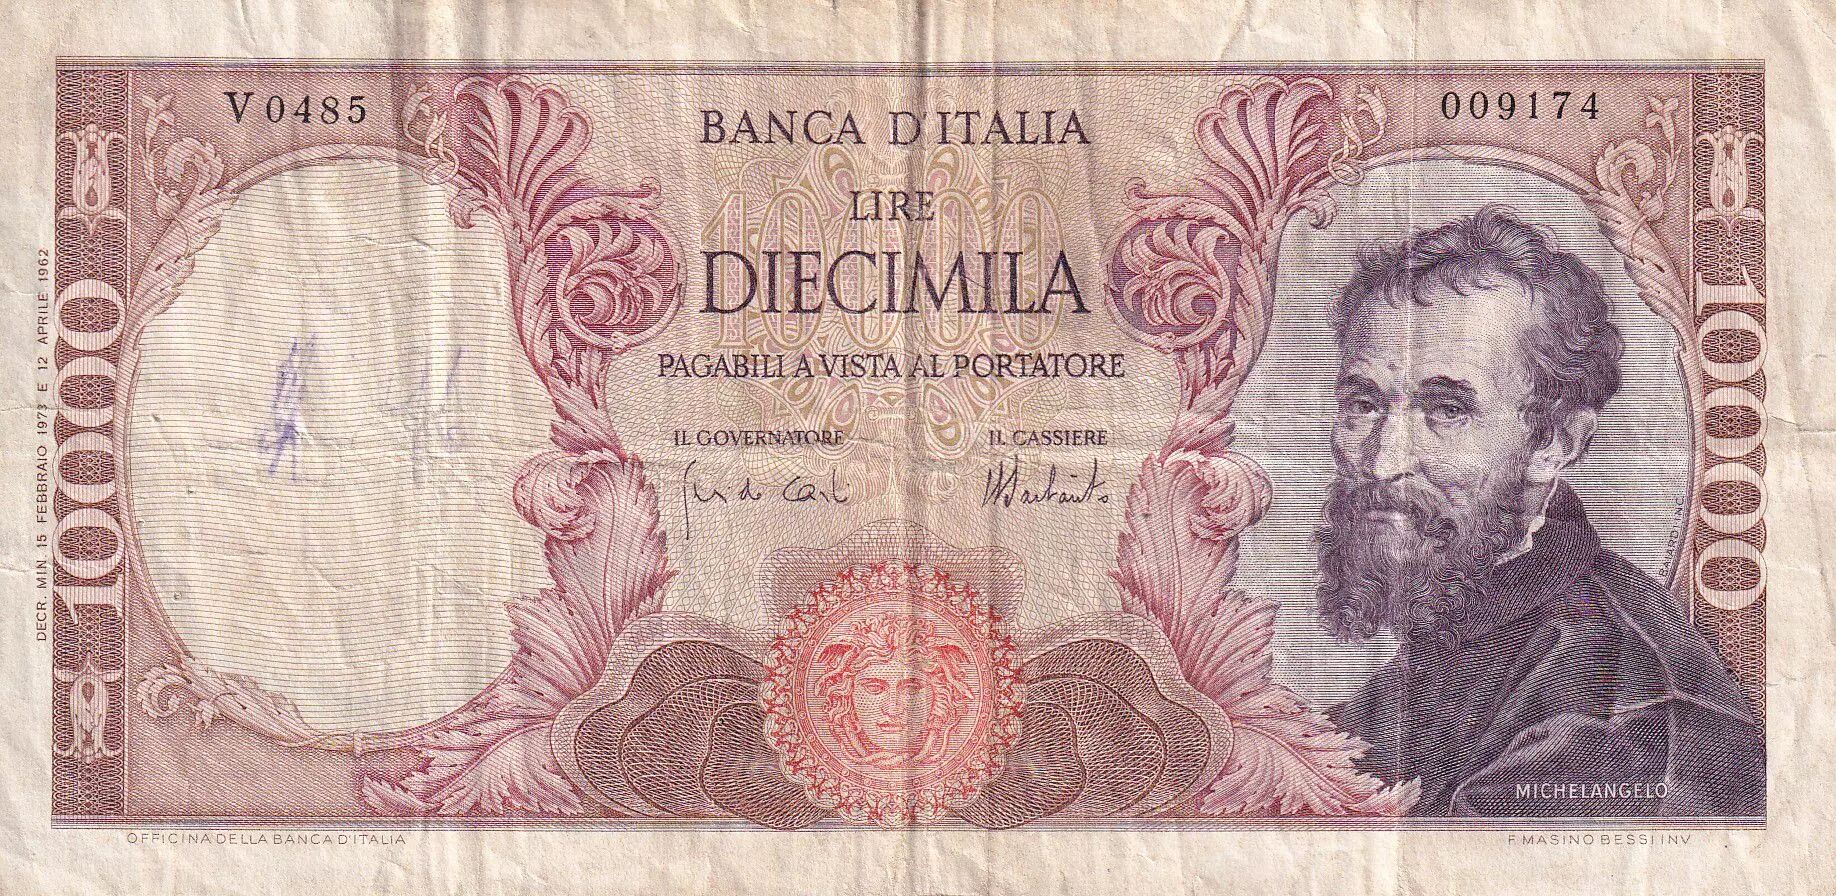 V 0485
009174
BANCA D'ITALIA
LIRE
10000
DIECIMILA
PAGABILI A VISTA AL PORTATORE
IL GOVERNATORE
IL CASSIERE
10000
10000
DECR. MIN. 15 FEBBRAIO 1973 E 12 APRILE 1962
MICHELANGELO
OFFICINA DELLA BANCA D'ITALIA
F. MASINO BESSI INV